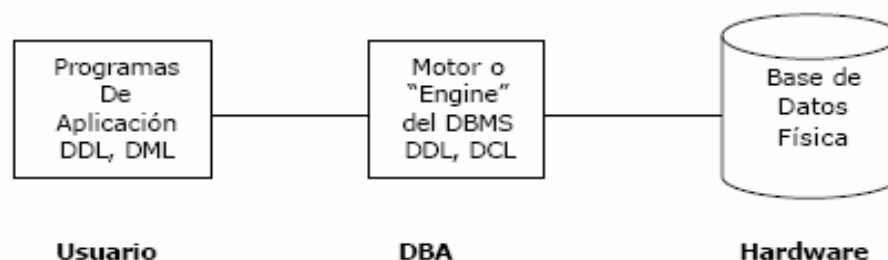 Programas
De
Aplicación
DDL, DML
Motor o
“Engine”
del DBMS
DDL, DCL
Base de
Datos
Física
Usuario
DBA
Hardware